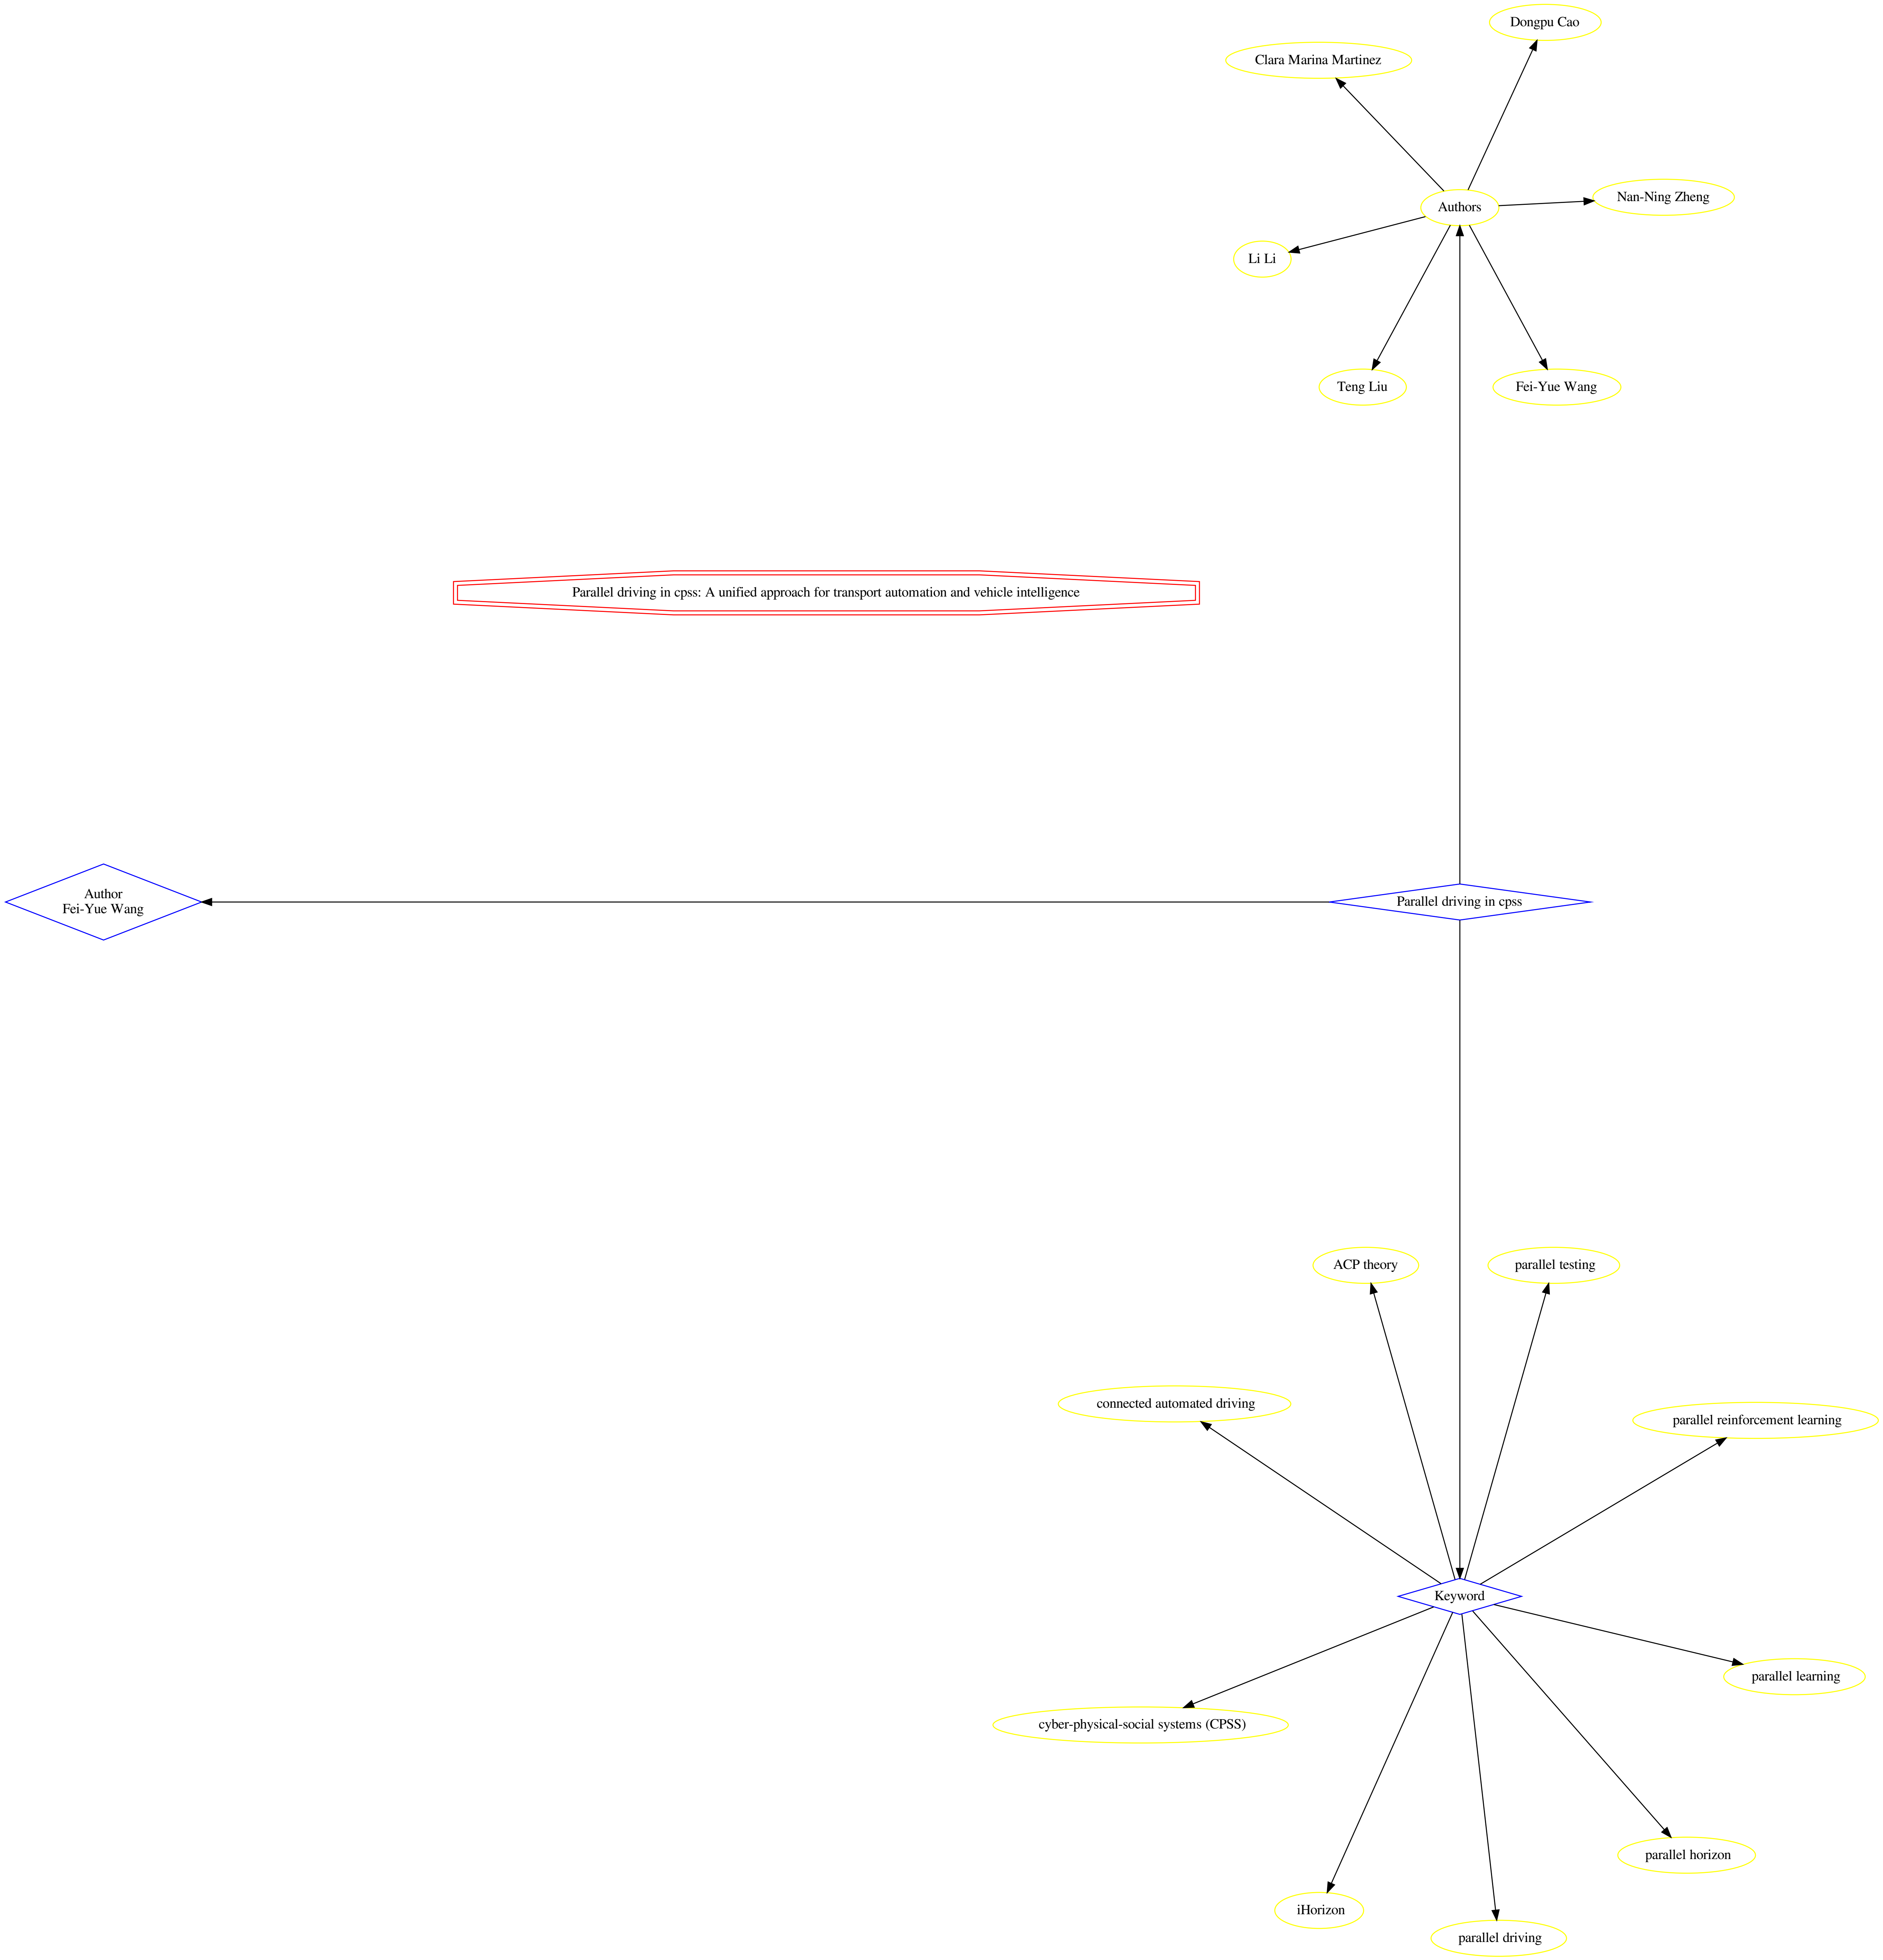 Dongpu Cao
Clara Marina Martinez
Nan-Ning Zheng
Authors
Li Li
Teng Liu
Fei-Yue Wang
Parallel driving in cpss: A unified approach for transport automation and vehicle intelligence
Author
Fei-Yue Wang
Parallel driving in cpss
ACP theory
parallel testing
connected automated driving
parallel reinforcement learning
Keyword
parallel learning
cyber-physical-social systems (CPSS)
parallel horizon
iHorizon
parallel driving